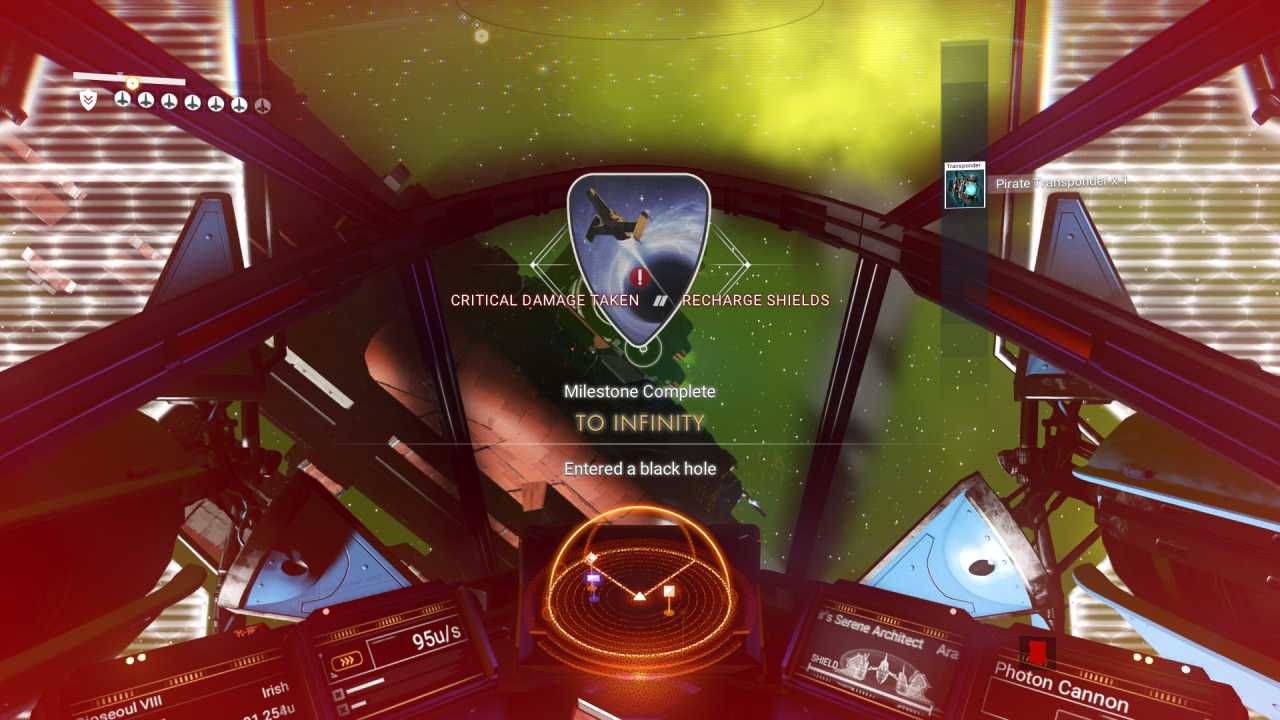 Transponder
Pirate Transponder x 1
CRITICAL DAMAGE TAKEN // RECHARGE SHIELDS
Milestone Complete
TO INFINITY
Entered a black hole
95u/s
Irish
's Serene Architect
SHIELD
Photon Cannon